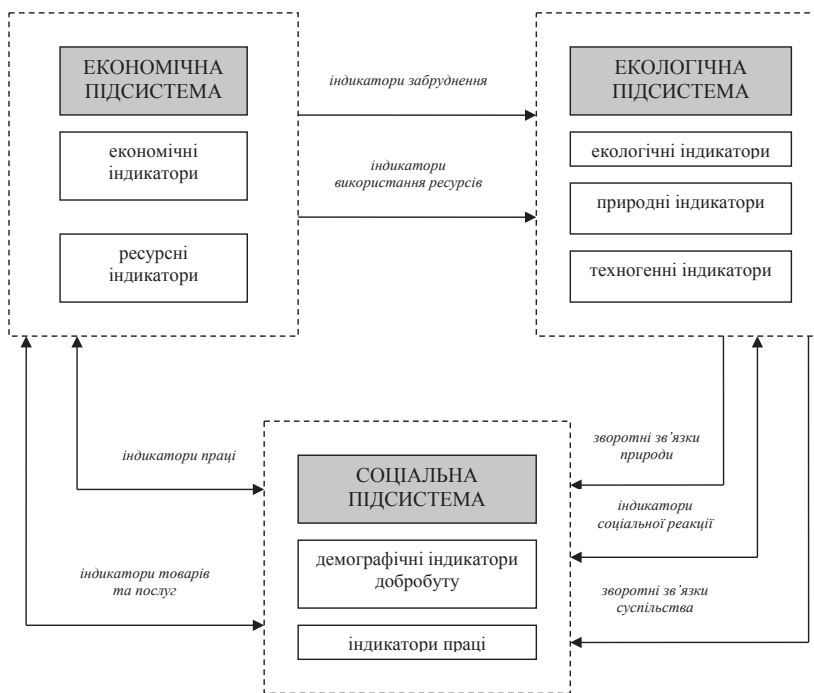 ЕКОНОМІЧНА
ПІДСИСТЕМА
економічні
індикатори
ресурсні
індикатори
індикатори забруднення
індикатори
використання ресурсів
ЕКОЛОГІЧНА
ПІДСИСТЕМА
екологічні індикатори
природні індикатори
техногенні індикатори
індикатори праці
індикатори товарів
та послуг
СОЦІАЛЬНА
ПІДСИСТЕМА
демографічні індикатори
добробуту
індикатори праці
зворотні зв’язки
природи
індикатори
соціальної реакції
зворотні зв’язки
суспільства